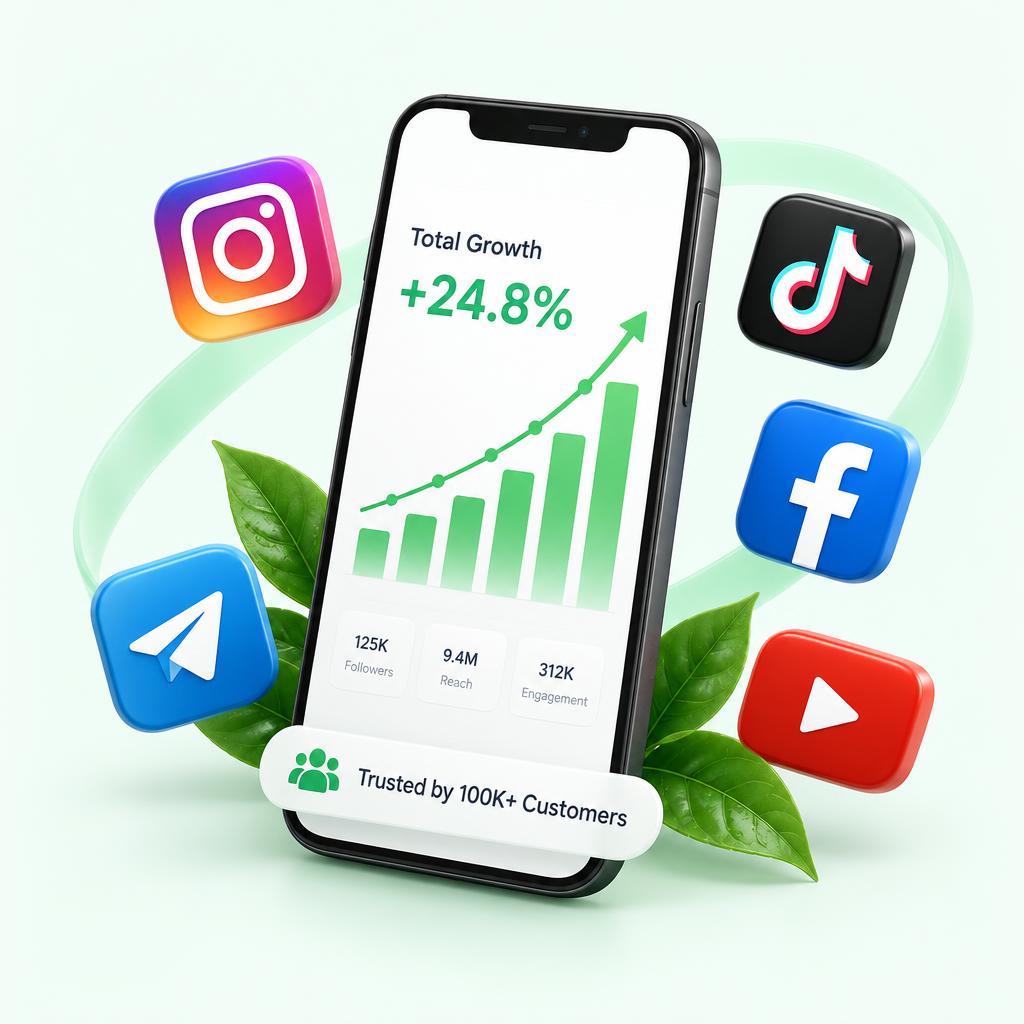 Total Growth
+24.8%
125K
Followers
9.4M
Reach
312K
Engagement
Trusted by 100K+ Customers